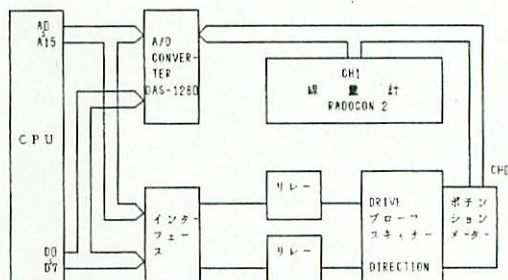 A0
〜
A15
CPU
D0
〜
D7
A/D
CONVER-
TER
DAS-1280
CH1
線 量 計
RADOCON 2
CH0
インター
フェー
ス
リレー
リレー
DRIVE
プローブ
スキャナー
DIRECTION
ポテン
ション
メーター